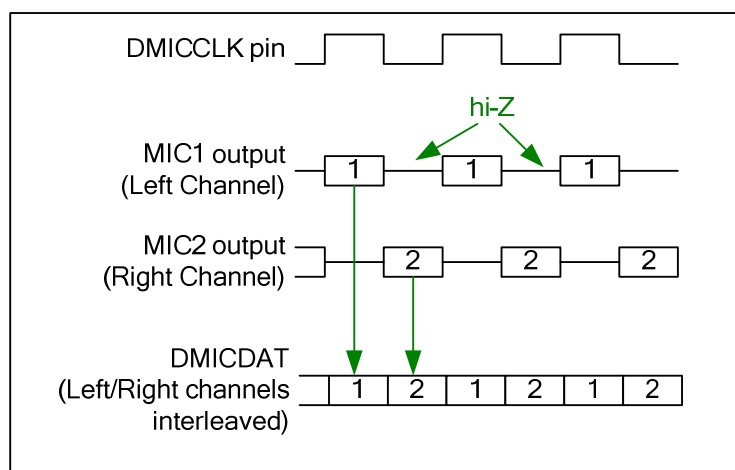 DMICCLK pin
hi-Z
MIC1 output
(Left Channel)
1 1 1
MIC2 output
(Right Channel)
2 2 2
DMICDAT
(Left/Right channels
interleaved)
1 2 1 2 1 2